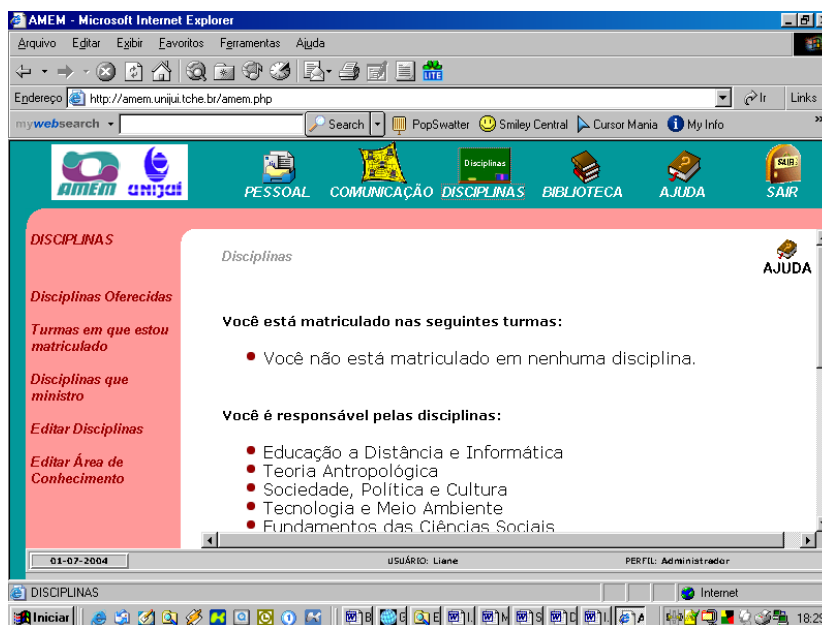 AMEM - Microsoft Internet Explorer
Arquivo Editar Exibir Favoritos Ferramentas Ajuda
LITE
Endereço http://amem.unijui.tche.br/amem.php Ir Links
mywebsearch Search PopSwatter Smiley Central Cursor Mania My Info
Disciplinas
AMEM UNIJUÍ PESSOAL COMUNICAÇÃO DISCIPLINAS BIBLIOTECA AJUDA SAIR
DISCIPLINAS
Disciplinas
AJUDA
Disciplinas Oferecidas
Turmas em que estou
matriculado
Disciplinas que
ministro
Editar Disciplinas
Editar Área de
Conhecimento
Você está matriculado nas seguintes turmas:
Você não está matriculado em nenhuma disciplina.
Você é responsável pelas disciplinas:
Educação a Distância e Informática
Teoria Antropológica
Sociedade, Política e Cultura
Tecnologia e Meio Ambiente
Fundamentos das Ciências Sociais
01-07-2004 USUÁRIO: Liane PERFIL: Administrador
DISCIPLINAS Internet
Iniciar 18:29